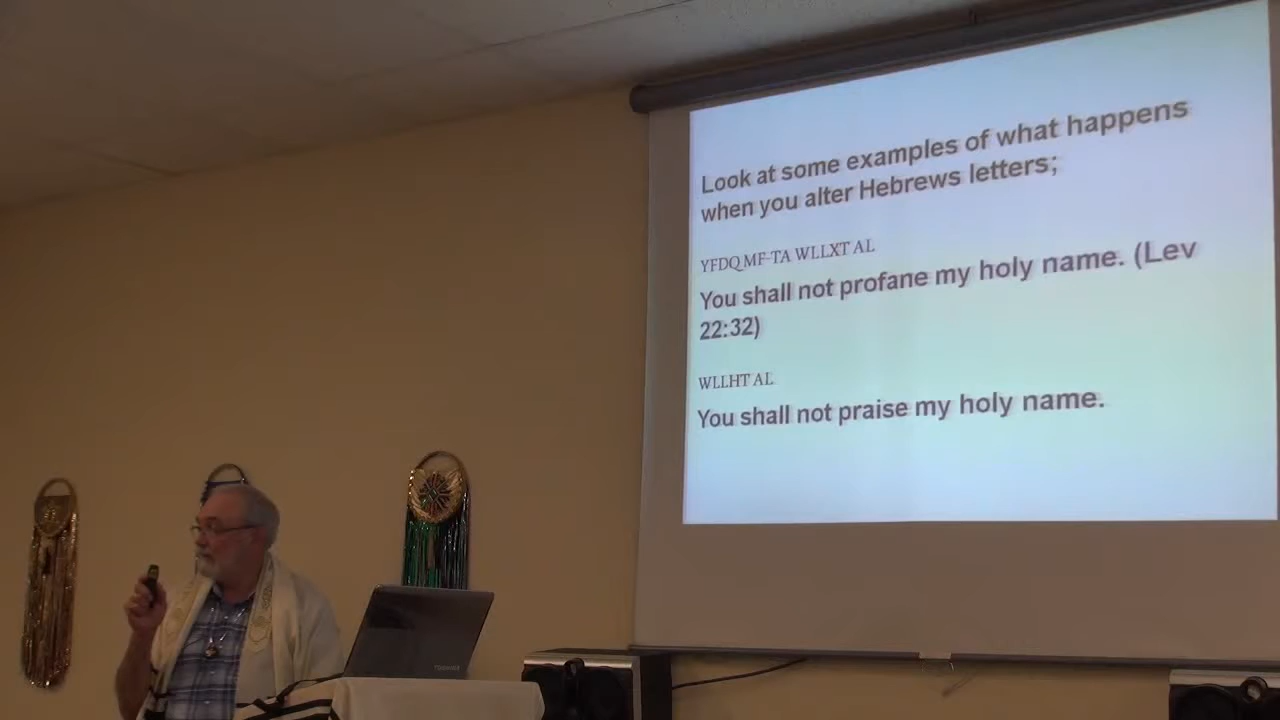 Look at some examples of what happens
when you alter Hebrews letters;
YFDQ MF-TA WLLXT AL
You shall not profane my holy name. (Lev
22:32)
WLLHT AL
You shall not praise my holy name.
TOSHIBA